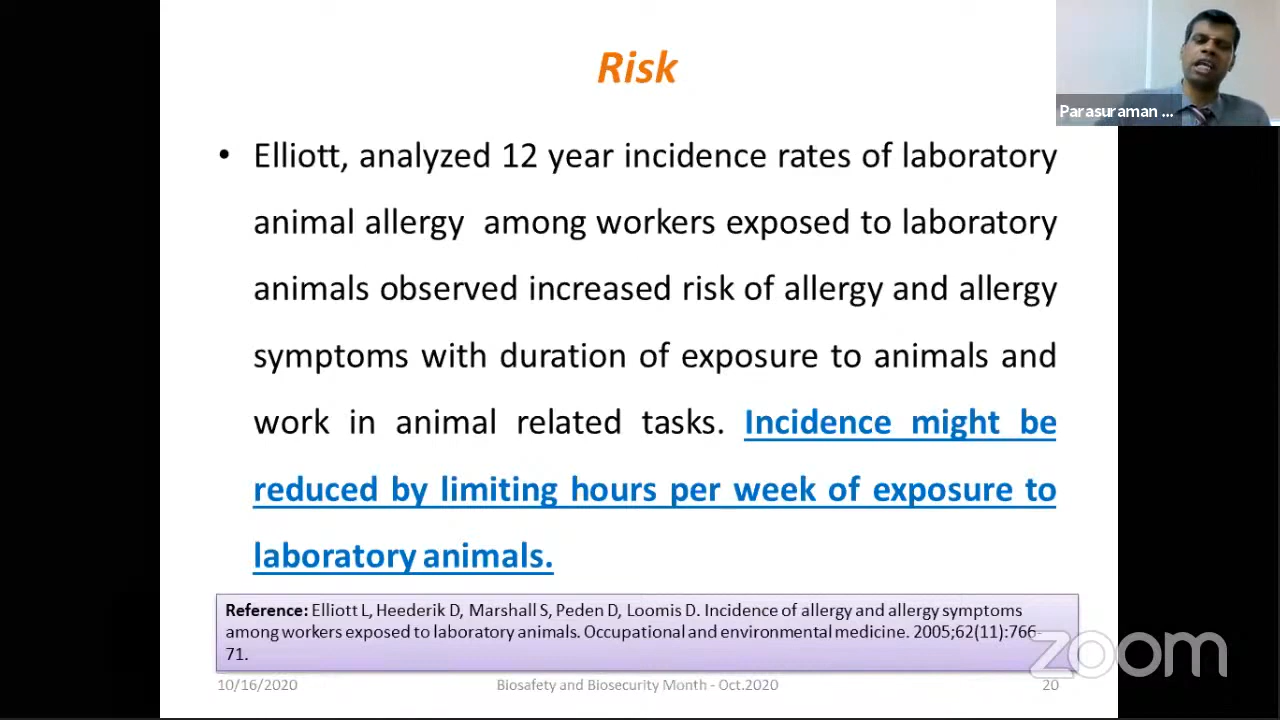 Risk
Parasuraman ...
• Elliott, analyzed 12 year incidence rates of laboratory
animal allergy among workers exposed to laboratory
animals observed increased risk of allergy and allergy
symptoms with duration of exposure to animals and
work in animal related tasks. Incidence might be
reduced by limiting hours per week of exposure to
laboratory animals.
Reference: Elliott L, Heederik D, Marshall S, Peden D, Loomis D. Incidence of allergy and allergy symptoms
among workers exposed to laboratory animals. Occupational and environmental medicine. 2005;62(11):766-
71.
zoom
10/16/2020 Biosafety and Biosecurity Month - Oct.2020 20